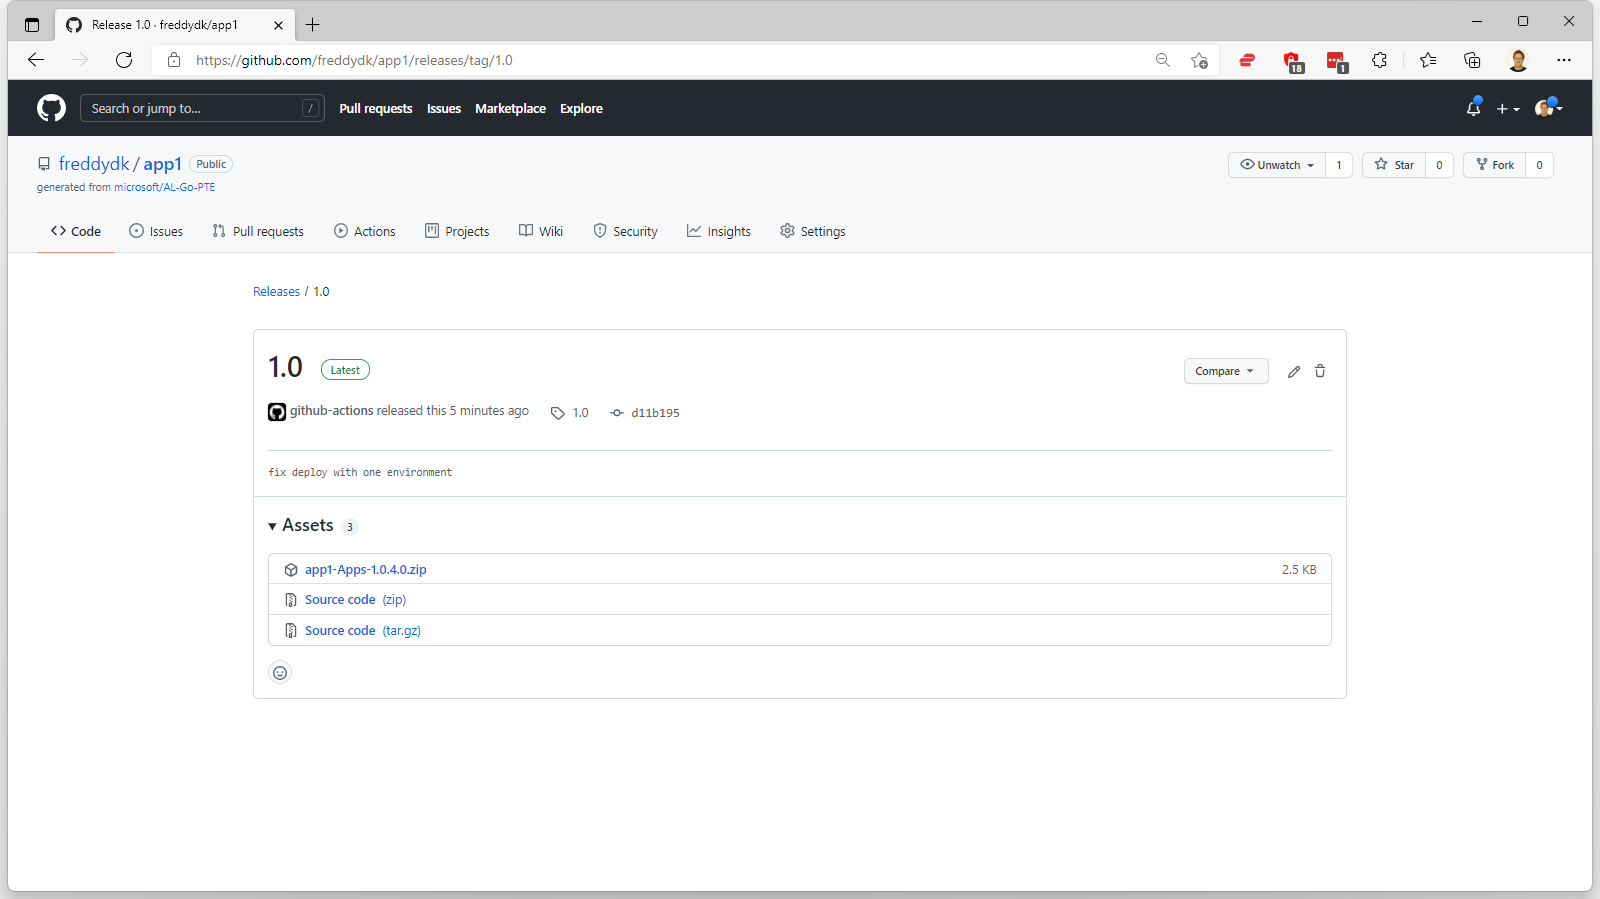 Release 1.0 · freddydk/app1
https://github.com/freddydk/app1/releases/tag/1.0
18
1
Search or jump to...
/
Pull requests
Issues
Marketplace
Explore
freddydk / app1 Public
generated from microsoft/AL-Go-PTE
Unwatch 1
Star 0
Fork 0
Code
Issues
Pull requests
Actions
Projects
Wiki
Security
Insights
Settings
Releases / 1.0
1.0 Latest
Compare
github-actions released this 5 minutes ago 1.0 d11b195
fix deploy with one environment
Assets 3
app1-Apps-1.0.4.0.zip 2.5 KB
Source code (zip)
Source code (tar.gz)